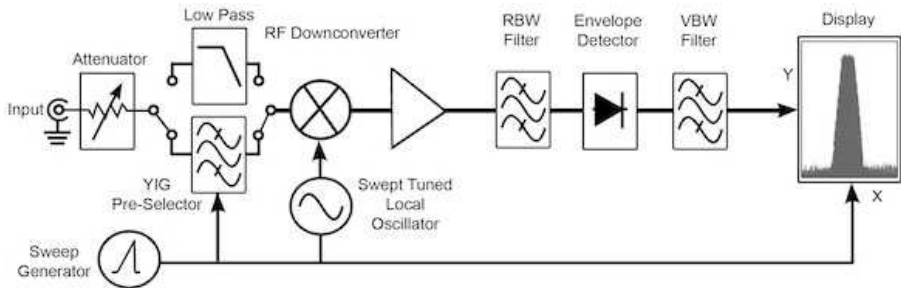 Low Pass
RF Downconverter
RBW
Filter
Envelope
Detector
VBW
Filter
Display
Attenuator
Input
Y
YIG
Pre-Selector
Swept Tuned
Local
Oscillator
X
Sweep
Generator